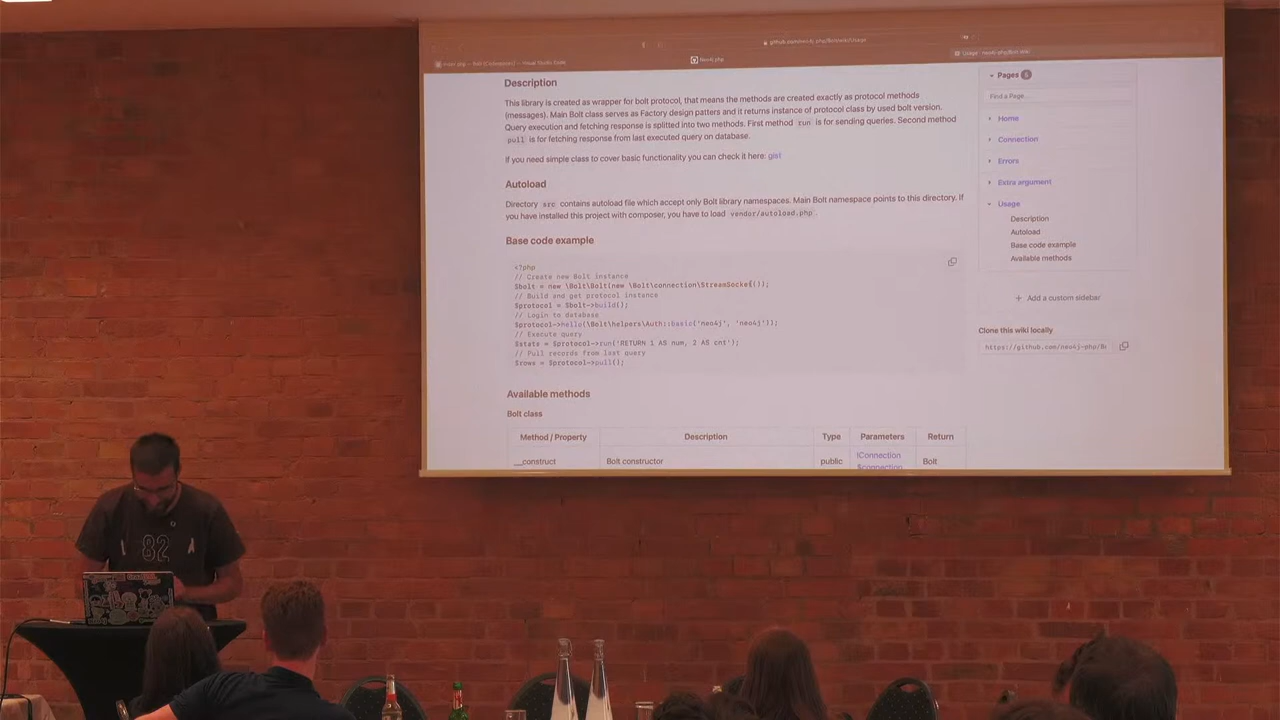 Description
This library is created as wrapper for bolt protocol, that means the methods are created exactly as protocol methods
(messages). Main Bolt class serves as Factory design pattern and it returns instance of protocol class by used bolt version.
Query execution and fetching response is splitted into two methods. First method run is for sending queries. Second method
pull is for fetching response from last executed query on database.
If you need simple class to cover basic functionality you can check it here: gist
Autoload
Directory src contains autoload file which accept only Bolt library namespaces. Main Bolt namespace points to this directory. If
you have installed this project with composer, you have to load vendor/autoload.php.
Base code example
<?php
// Create new Bolt instance
$bolt = new \Bolt\Bolt(new \Bolt\connection\StreamSocket());
// Build and get protocol instance
$protocol = $bolt->build();
// Login to database
$protocol->hello(\Bolt\helpers\Auth::basic('neo4j', 'neo4j'));
// Execute query
$stats = $protocol->run('RETURN 1 AS num, 2 AS cnt');
// Pull records from last query
$rows = $protocol->pull();
Available methods
Bolt class
Method / Property Description Type Parameters Return
__construct Bolt constructor public IConnection $connection Bolt
Pages 5
Find a Page...
Home
Connection
Errors
Extra argument
Usage
Description
Autoload
Base code example
Available methods
+ Add a custom sidebar
Clone this wiki locally
https://github.com/neo4j-php/Bo
82